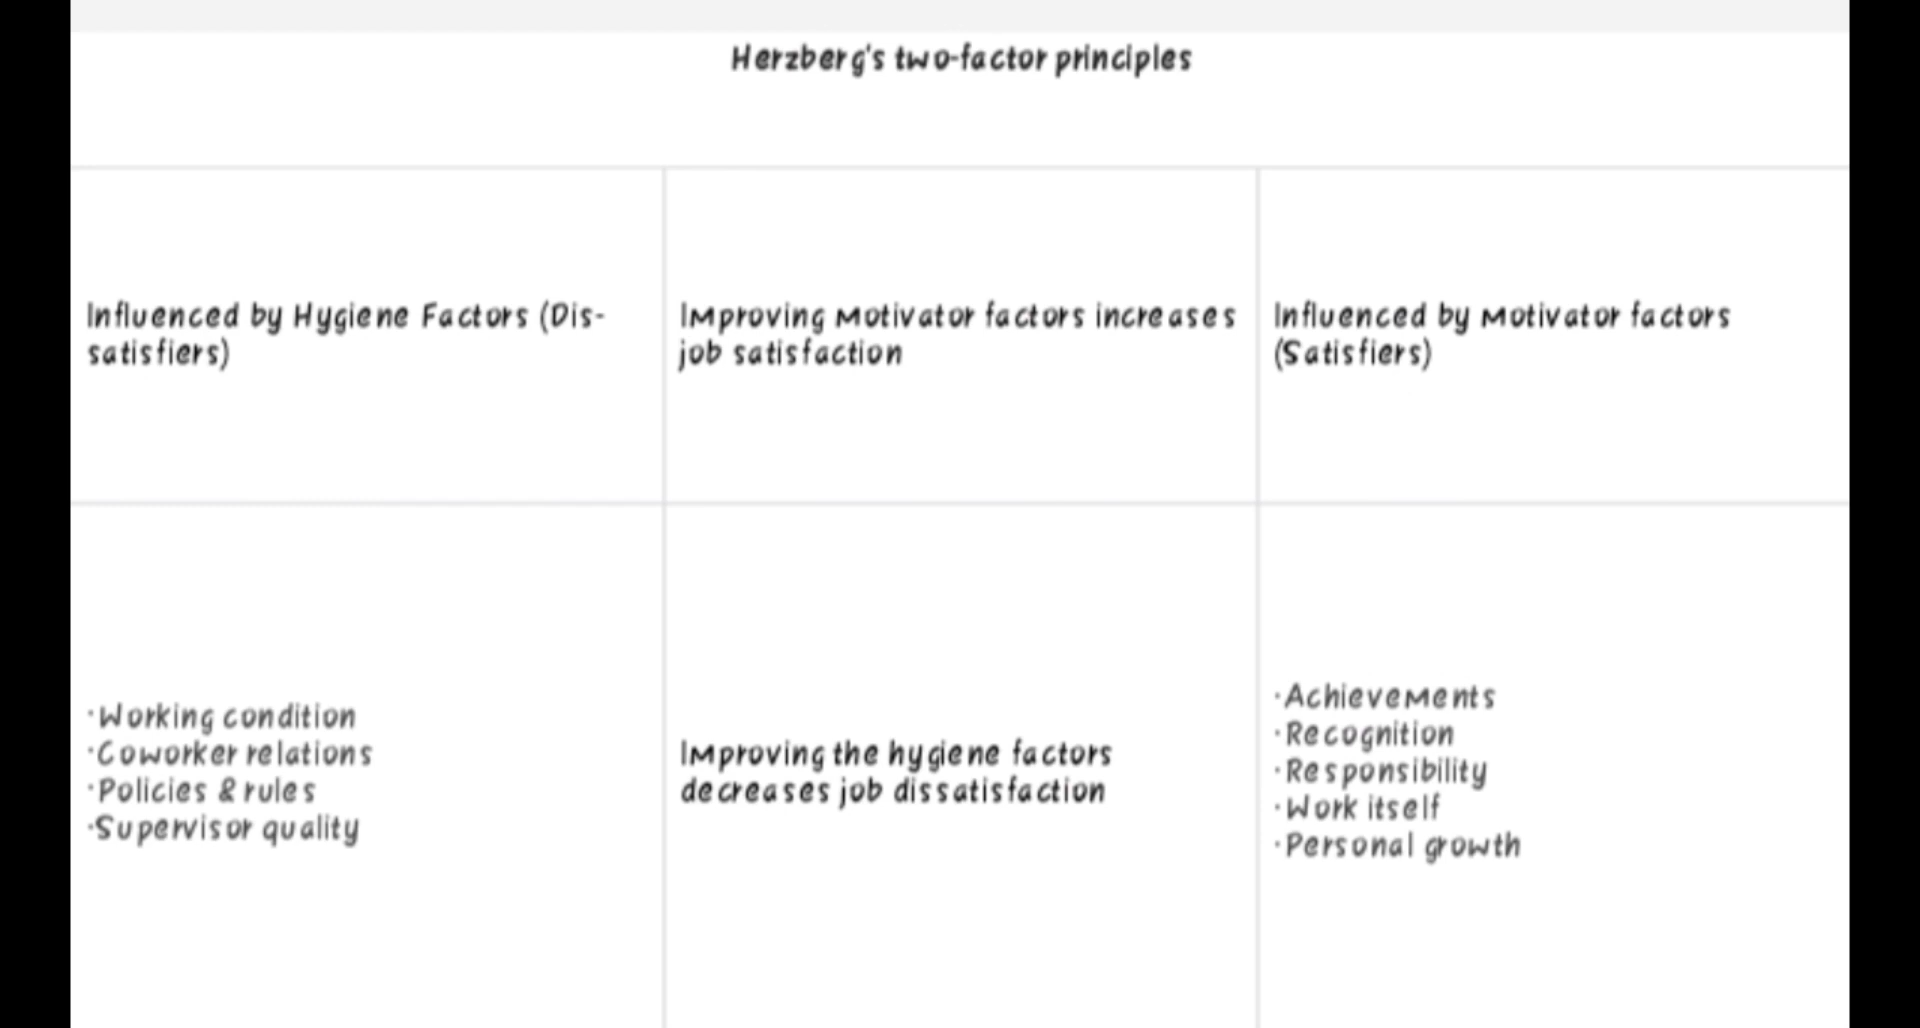 Herzberg's two-factor principles
Influenced by Hygiene Factors (Dis-
satisfiers)
Improving Motivator factors increases
job satisfaction
Influenced by Motivator factors
(Satisfiers)
·Working condition
·Coworker relations
·Policies & rules
·Supervisor quality
Improving the hygiene factors
decreases job dissatisfaction
·Achievements
·Recognition
·Responsibility
·Work itself
·Personal growth